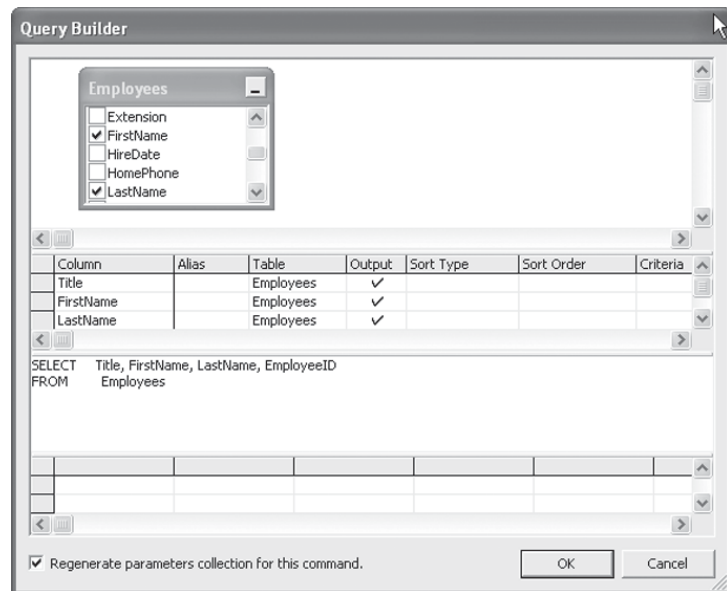 Query Builder
Employees
Extension
FirstName
HireDate
HomePhone
LastName
Column Alias Table Output Sort Type Sort Order Criteria
Title Employees
FirstName Employees
LastName Employees
SELECT Title, FirstName, LastName, EmployeeID
FROM Employees
Regenerate parameters collection for this command.
OK Cancel